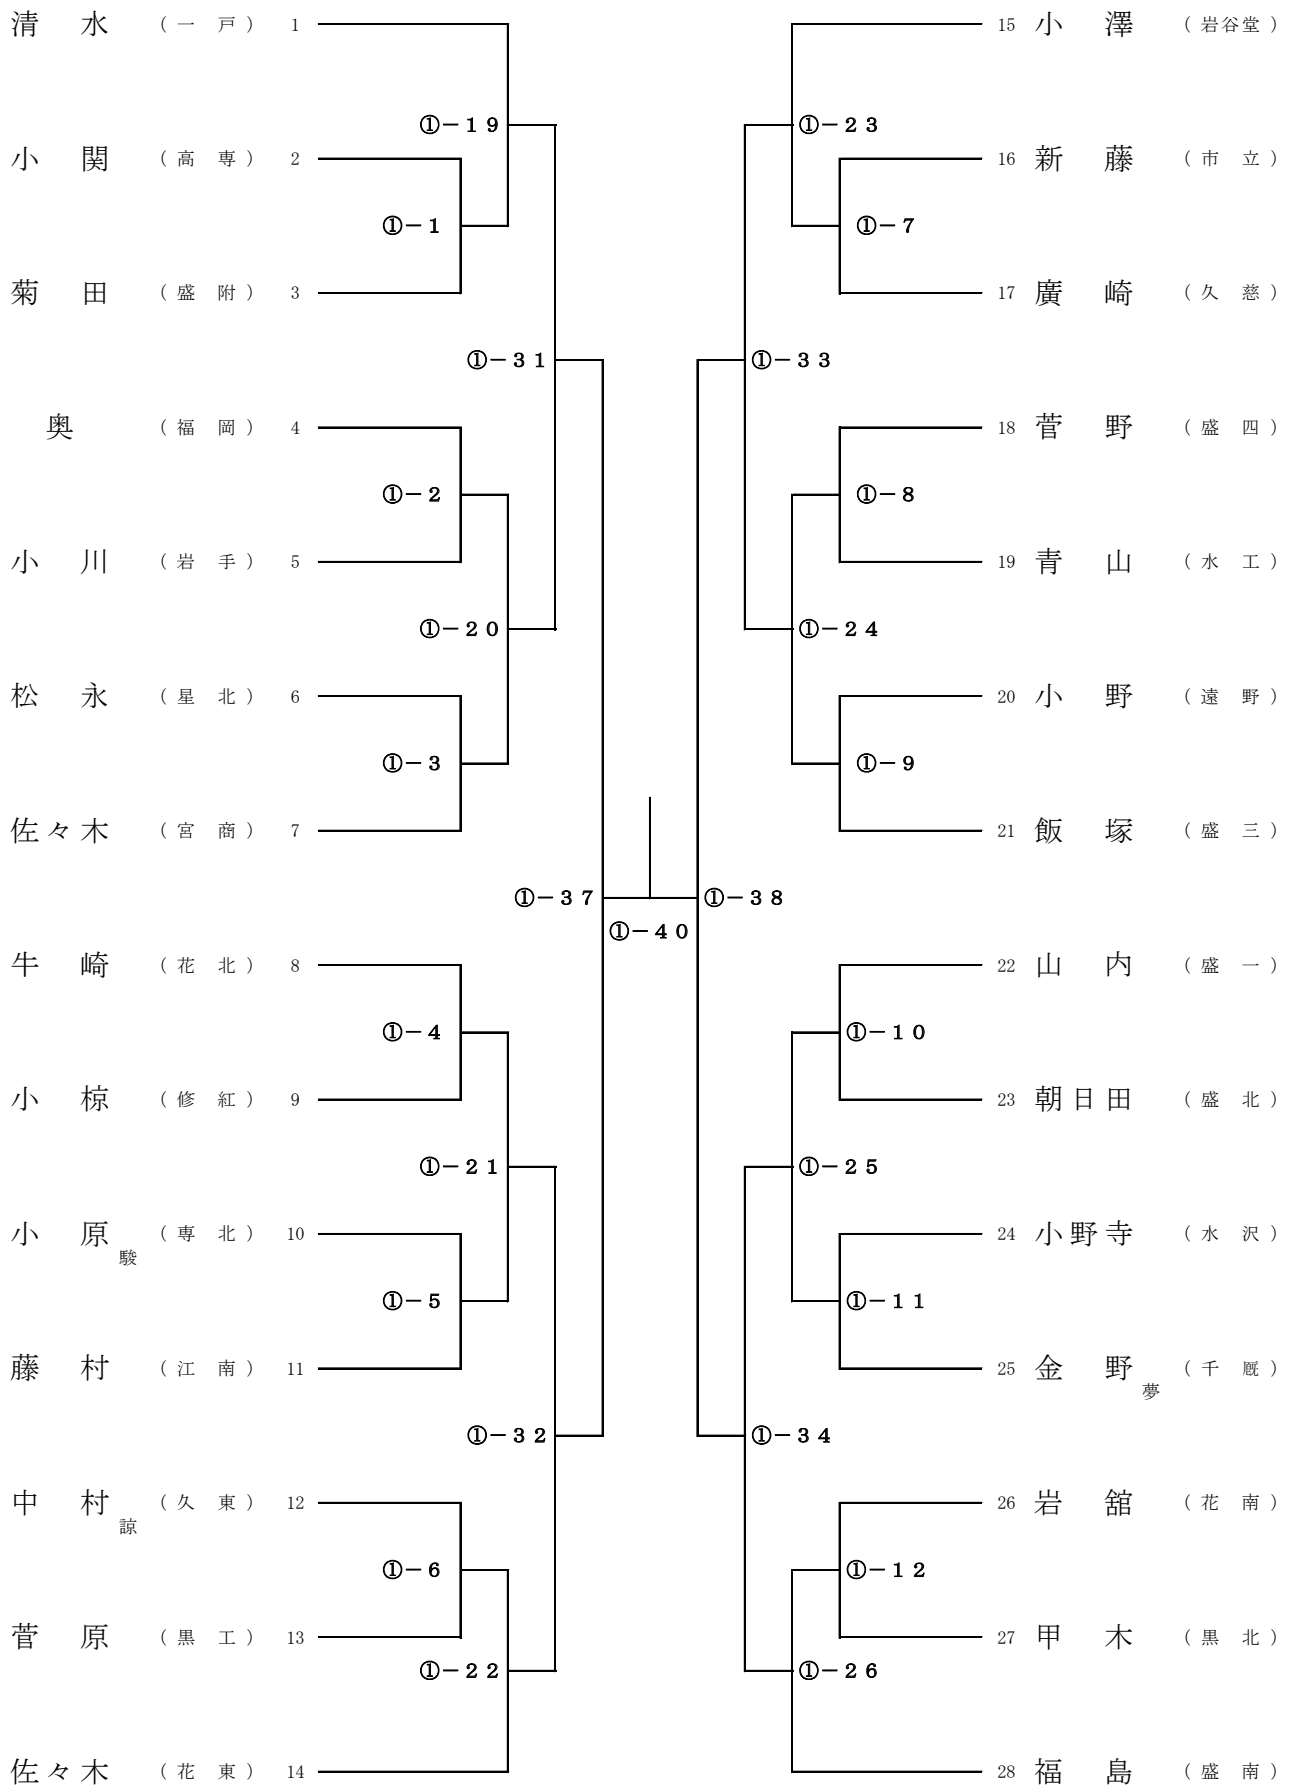 清水 (一戸) 1
①－19
小関 (高専) 2
①－1
菊田 (盛附) 3
①－31
奥 (福岡) 4
①－2
小川 (岩手) 5
①－20
松永 (星北) 6
①－3
佐々木 (宮商) 7
①－37
①－40
牛崎 (花北) 8
①－4
小椋 (修紅) 9
①－21
小原駿 (専北) 10
①－5
藤村 (江南) 11
①－32
中村諒 (久東) 12
①－6
菅原 (黒工) 13
①－22
佐々木 (花東) 14
15 小澤 (岩谷堂)
①－23
16 新藤 (市立)
①－7
17 廣崎 (久慈)
①－33
18 菅野 (盛四)
①－8
19 青山 (水工)
①－24
20 小野 (遠野)
①－9
21 飯塚 (盛三)
①－38
22 山内 (盛一)
①－10
23 朝日田 (盛北)
①－25
24 小野寺 (水沢)
①－11
25 金野夢 (千厩)
①－34
26 岩舘 (花南)
①－12
27 甲木 (黒北)
①－26
28 福島 (盛南)